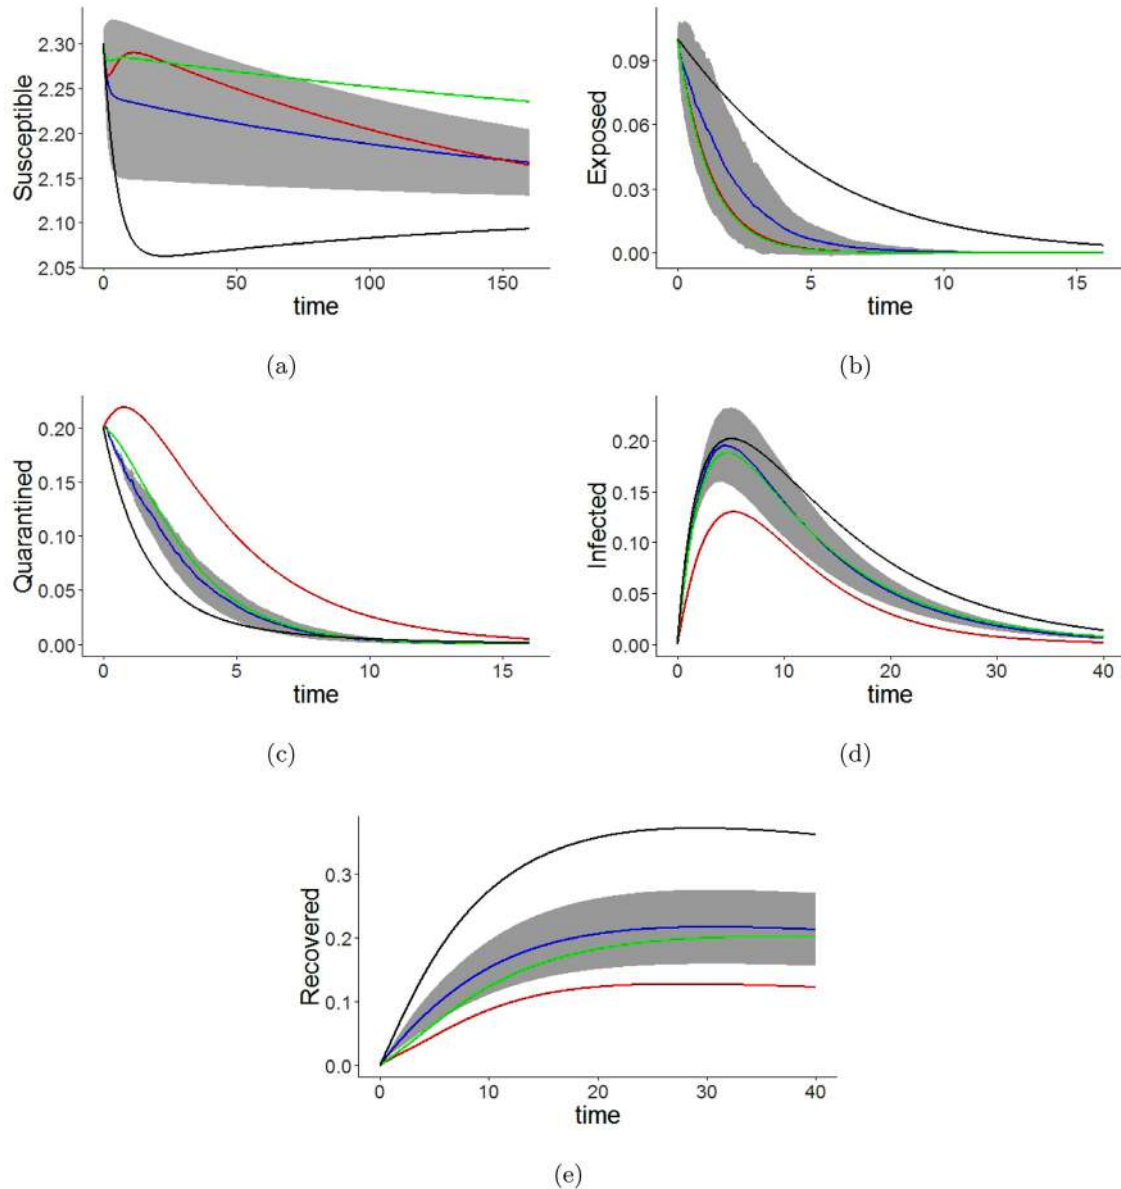 Susceptible
2.30
2.25
2.20
2.15
2.10
2.05
0 50 100 150
time
(a)
Exposed
0.09
0.06
0.03
0.00
0 5 10 15
time
(b)
Quarantined
0.20
0.15
0.10
0.05
0.00
0 5 10 15
time
(c)
Infected
0.20
0.15
0.10
0.05
0.00
0 10 20 30 40
time
(d)
Recovered
0.3
0.2
0.1
0.0
0 10 20 30 40
time
(e)